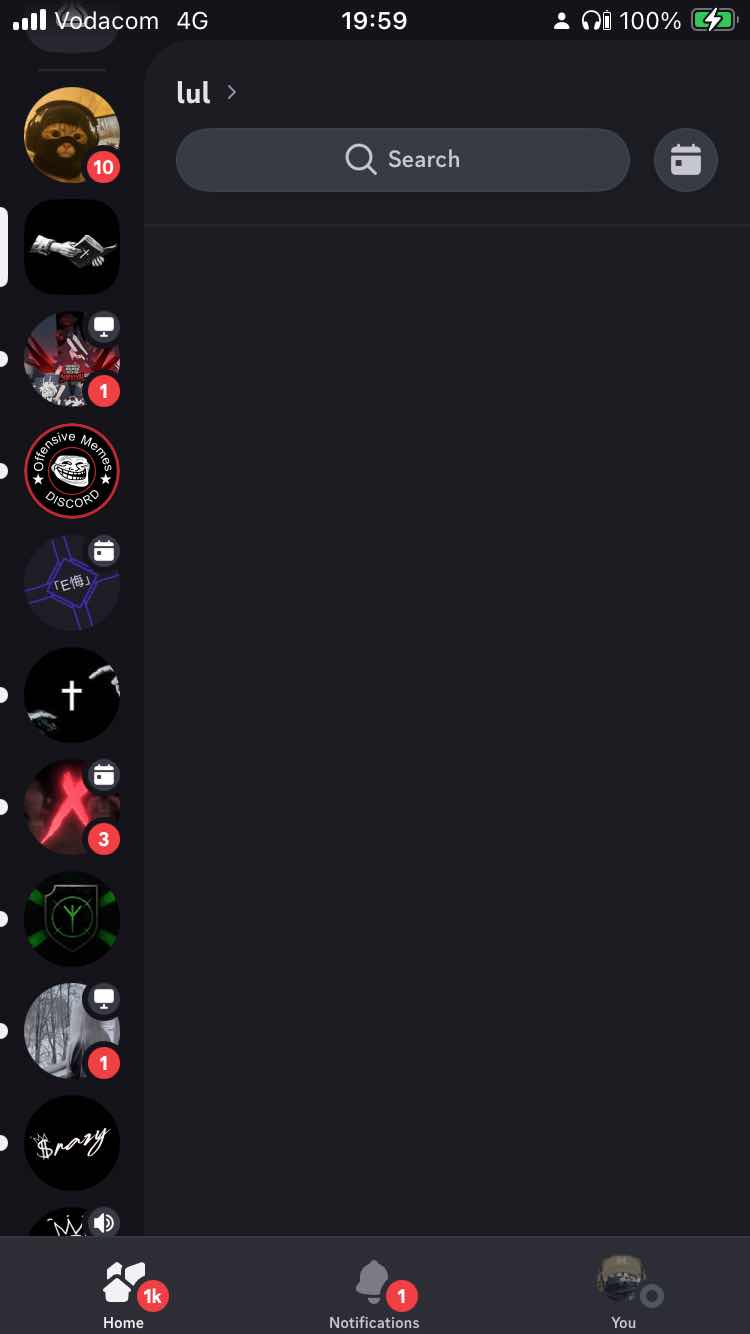 Vodacom 4G 19:59 100%
lul
Search
10
1
Offensive Memes
DISCORD
「E悔」
3
1
$razy
1k
1
Home
Notifications
You